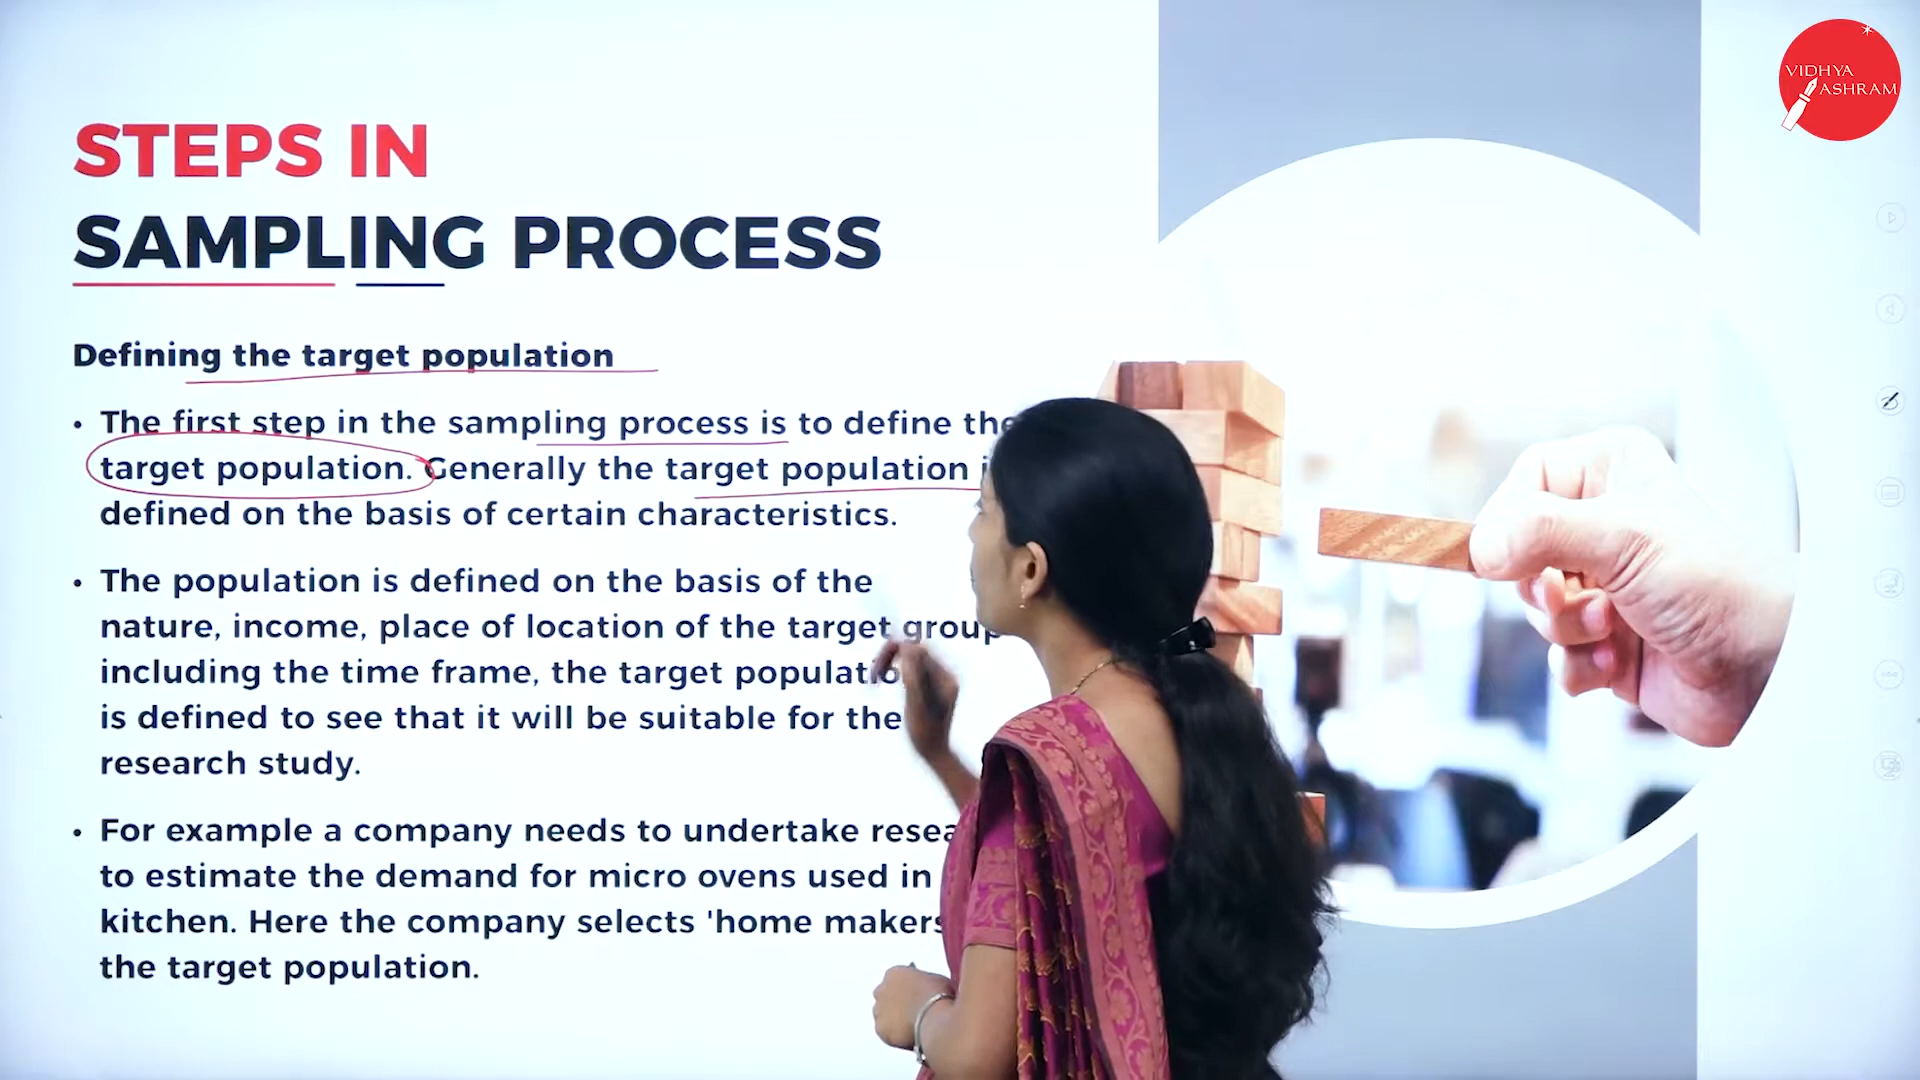 VIDHYA
ASHRAM
STEPS IN
SAMPLING PROCESS
Defining the target population
• The first step in the sampling process is to define the
target population. Generally the target population
defined on the basis of certain characteristics.
• The population is defined on the basis of the
nature, income, place of location of the target group
including the time frame, the target
is defined to see that it will be suitable for the
research study.
• For example a company needs to undertake
to estimate the demand for micro ovens used in
kitchen. Here the company selects 'home makers
the target population.